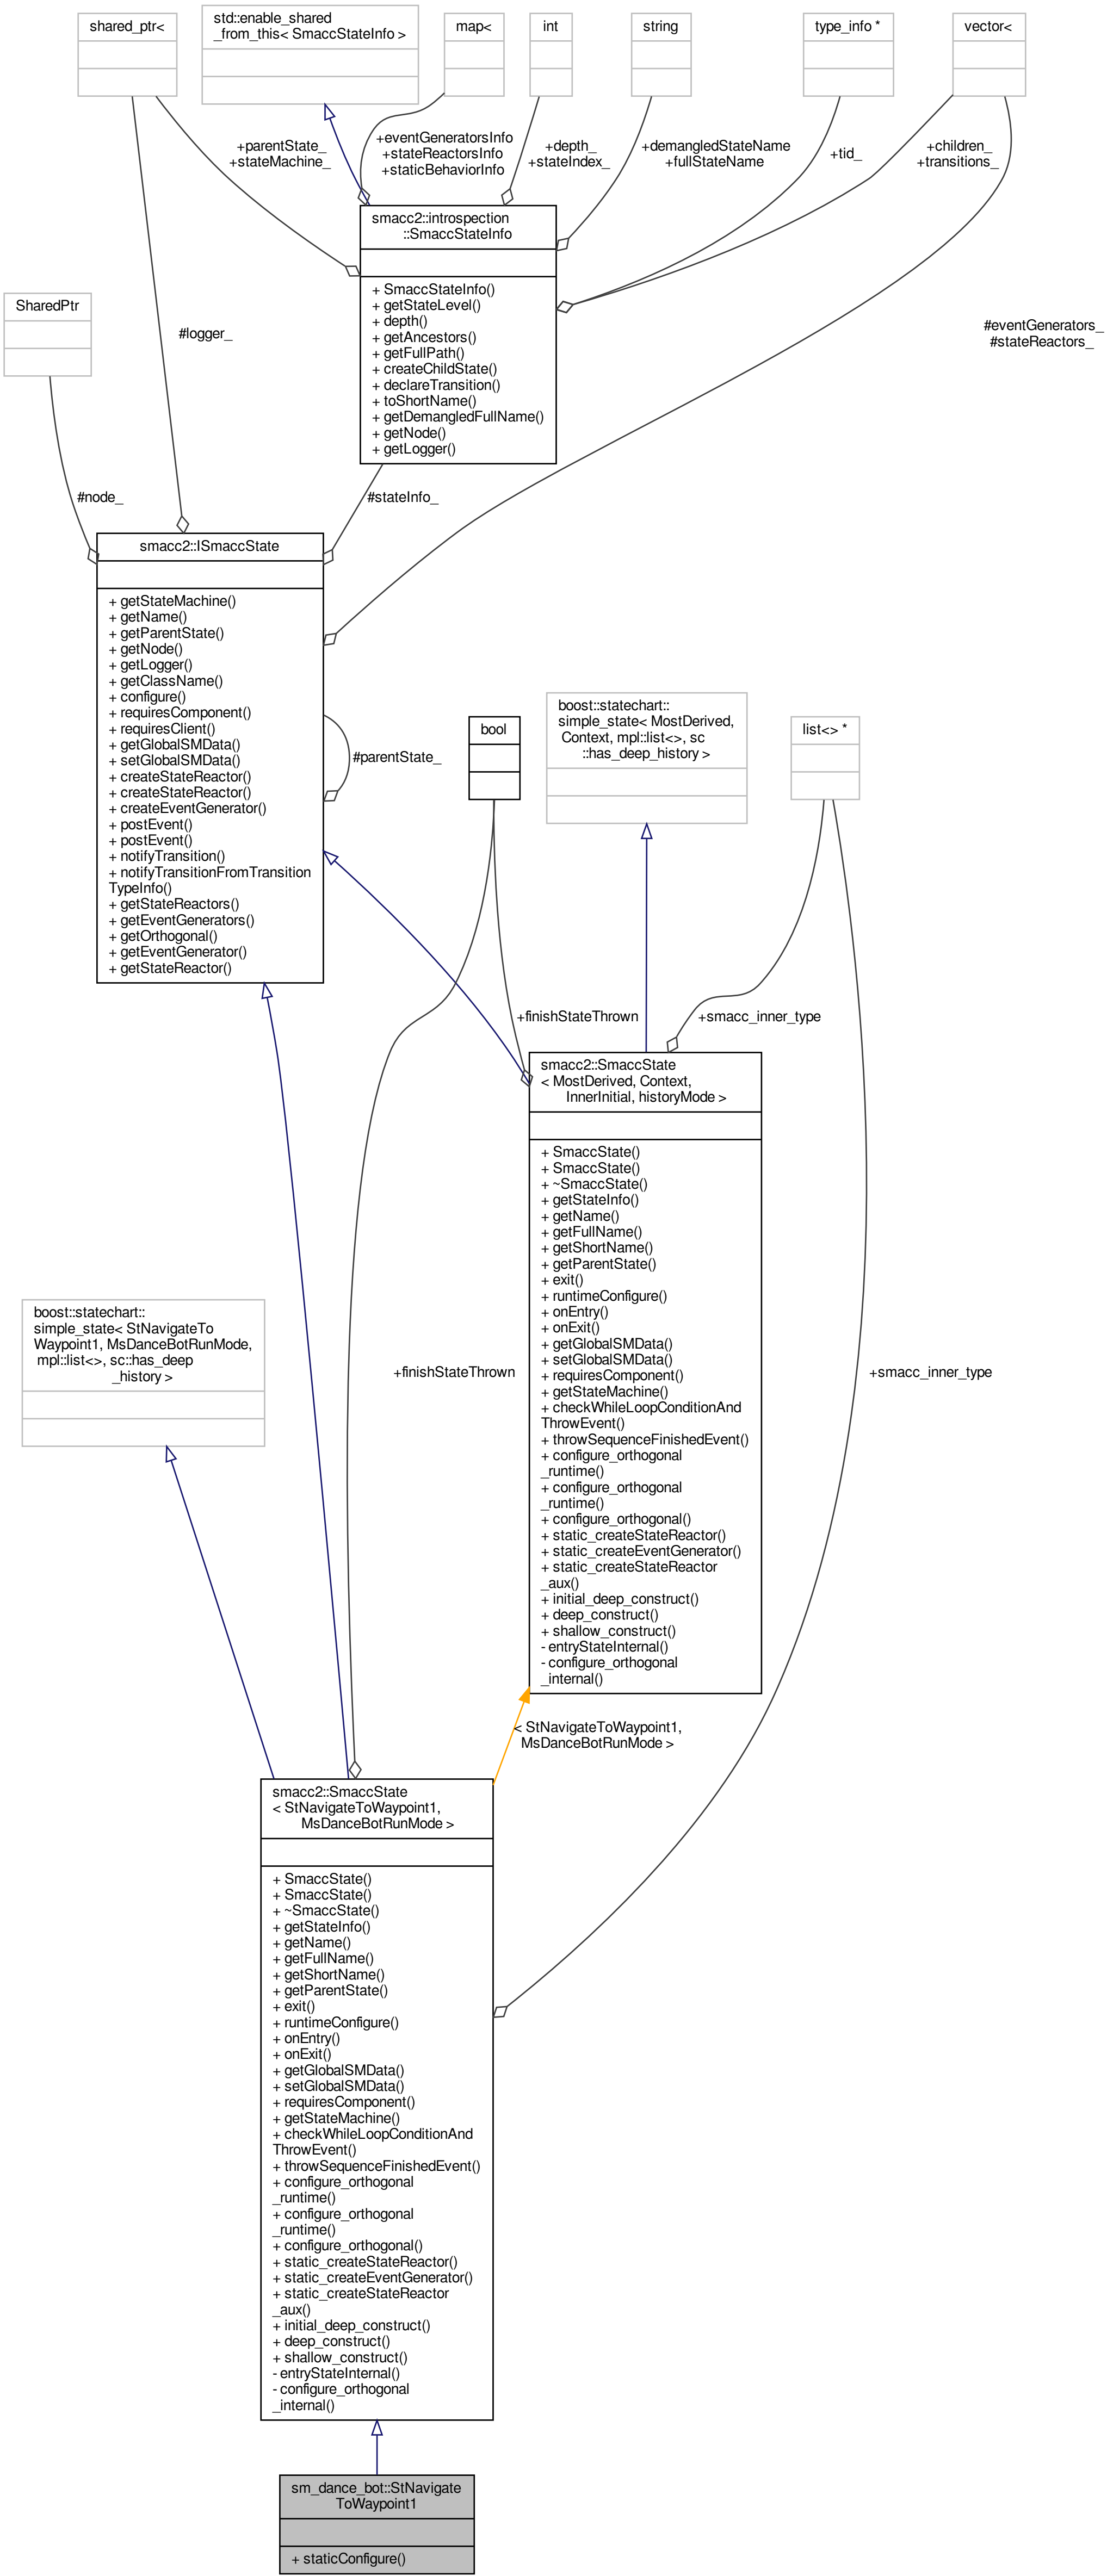 shared_ptr<
std::enable_shared
_from_this< SmaccStateInfo >
map<
int
string
type_info *
vector<
+parentState_
+stateMachine_
+eventGeneratorsInfo
+stateReactorsInfo
+staticBehaviorInfo
+depth_
+stateIndex_
+demangledStateName
+fullStateName
+tid_
+children_
+transitions_
smacc2::introspection
::SmaccStateInfo
+ SmaccStateInfo()
+ getStateLevel()
+ depth()
+ getAncestors()
+ getFullPath()
+ createChildState()
+ declareTransition()
+ toShortName()
+ getDemangledFullName()
+ getNode()
+ getLogger()
SharedPtr
#logger_
#eventGenerators_
#stateReactors_
#node_
#stateInfo_
smacc2::ISmaccState
+ getStateMachine()
+ getName()
+ getParentState()
+ getNode()
+ getLogger()
+ getClassName()
+ configure()
+ requiresComponent()
+ requiresClient()
+ getGlobalSMData()
+ setGlobalSMData()
+ createStateReactor()
+ createStateReactor()
+ createEventGenerator()
+ postEvent()
+ postEvent()
+ notifyTransition()
+ notifyTransitionFromTransition
TypeInfo()
+ getStateReactors()
+ getEventGenerators()
+ getOrthogonal()
+ getEventGenerator()
+ getStateReactor()
#parentState_
bool
boost::statechart::
simple_state< MostDerived,
Context, mpl::list<>, sc
::has_deep_history >
list<> *
+finishStateThrown
+smacc_inner_type
smacc2::SmaccState
< MostDerived, Context,
InnerInitial, historyMode >
+ SmaccState()
+ SmaccState()
+ ~SmaccState()
+ getStateInfo()
+ getName()
+ getFullName()
+ getShortName()
+ getParentState()
+ exit()
+ runtimeConfigure()
+ onEntry()
+ onExit()
+ getGlobalSMData()
+ setGlobalSMData()
+ requiresComponent()
+ getStateMachine()
+ checkWhileLoopConditionAnd
ThrowEvent()
+ throwSequenceFinishedEvent()
+ configure_orthogonal
_runtime()
+ configure_orthogonal
_runtime()
+ configure_orthogonal()
+ static_createStateReactor()
+ static_createEventGenerator()
+ static_createStateReactor
_aux()
+ initial_deep_construct()
+ deep_construct()
+ shallow_construct()
- entryStateInternal()
- configure_orthogonal
_internal()
boost::statechart::
simple_state< StNavigateTo
Waypoint1, MsDanceBotRunMode,
mpl::list<>, sc::has_deep
_history >
+finishStateThrown
+smacc_inner_type
< StNavigateToWaypoint1,
MsDanceBotRunMode >
smacc2::SmaccState
< StNavigateToWaypoint1,
MsDanceBotRunMode >
+ SmaccState()
+ SmaccState()
+ ~SmaccState()
+ getStateInfo()
+ getName()
+ getFullName()
+ getShortName()
+ getParentState()
+ exit()
+ runtimeConfigure()
+ onEntry()
+ onExit()
+ getGlobalSMData()
+ setGlobalSMData()
+ requiresComponent()
+ getStateMachine()
+ checkWhileLoopConditionAnd
ThrowEvent()
+ throwSequenceFinishedEvent()
+ configure_orthogonal
_runtime()
+ configure_orthogonal
_runtime()
+ configure_orthogonal()
+ static_createStateReactor()
+ static_createEventGenerator()
+ static_createStateReactor
_aux()
+ initial_deep_construct()
+ deep_construct()
+ shallow_construct()
- entryStateInternal()
- configure_orthogonal
_internal()
sm_dance_bot::StNavigate
ToWaypoint1
+ staticConfigure()